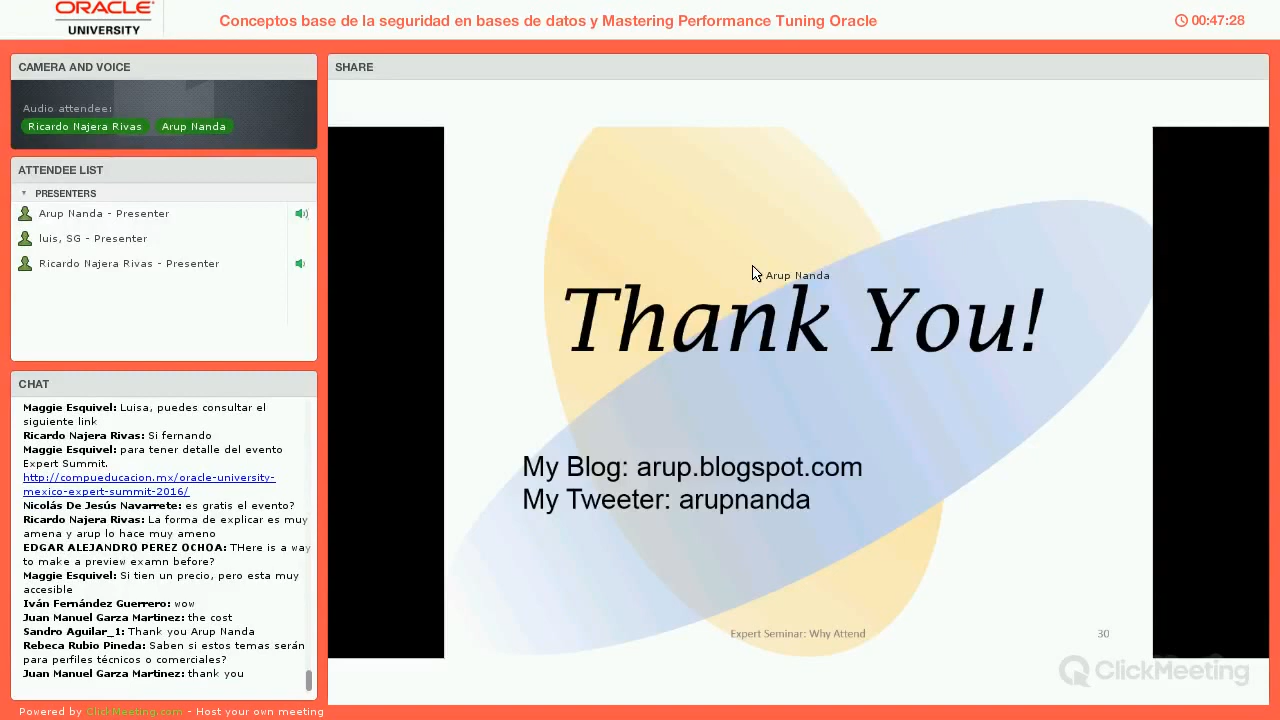 ORACLE
UNIVERSITY
Conceptos base de la seguridad en bases de datos y Mastering Performance Tuning Oracle
00:47:28
CAMERA AND VOICE
Audio attendee:
Ricardo Najera Rivas
Arup Nanda
ATTENDEE LIST
PRESENTERS
Arup Nanda - Presenter
luis, SG - Presenter
Ricardo Najera Rivas - Presenter
CHAT
Maggie Esquivel: Luisa, puedes consultar el
siguiente link
Ricardo Najera Rivas: Si fernando
Maggie Esquivel: para tener detalle del evento
Expert Summit.
http://compueducacion.mx/oracle-university-
mexico-expert-summit-2016/
Nicolás De Jesús Navarrete: es gratis el evento?
Ricardo Najera Rivas: La forma de explicar es muy
amena y arup lo hace muy ameno
EDGAR ALEJANDRO PEREZ OCHOA: THere is a way
to make a preview examn before?
Maggie Esquivel: Si tien un precio, pero esta muy
accesible
Iván Fernández Guerrero: wow
Juan Manuel Garza Martinez: the cost
Sandro Aguilar_1: Thank you Arup Nanda
Rebeca Rubio Pineda: Saben si estos temas serán
para perfiles técnicos o comerciales?
Juan Manuel Garza Martinez: thank you
SHARE
Arup Nanda
Thank You!
My Blog: arup.blogspot.com
My Tweeter: arupnanda
Expert Seminar: Why Attend
30
ClickMeeting
Powered by ClickMeeting.com - Host your own meeting